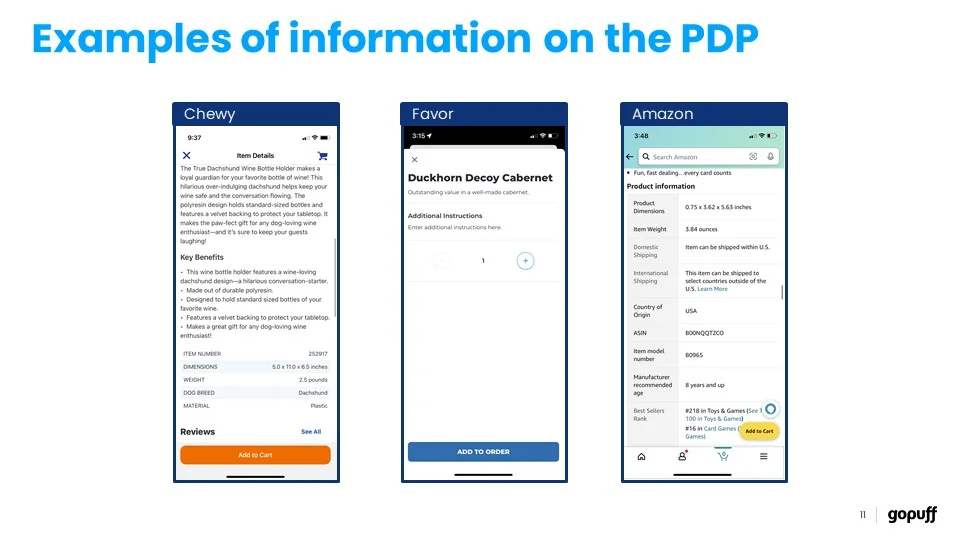 Examples of information on the PDP
Chewy
9:37
Item Details
The True Dachshund Wine Bottle Holder makes a
loyal guardian for your favorite bottle of wine! This
hilarious over-indulging dachshund helps keep your
wine safe and the conversation flowing. The
polyresin design holds standard-sized bottles and
features a velvet backing to protect your tabletop. It
makes the paw-fect gift for any dog-loving wine
enthusiast—and it's sure to keep your guests
laughing!
Key Benefits
• This wine bottle holder features a wine-loving
dachshund design—a hilarious conversation-starter.
• Made out of durable polyresin.
• Designed to hold standard sized bottles of your
favorite wine.
• Features a velvet backing to protect your tabletop.
• Makes a great gift for any dog-loving wine
enthusiast!
ITEM NUMBER 252917
DIMENSIONS 5.0 x 11.0 x 6.5 inches
WEIGHT 2.5 pounds
DOG BREED Dachshund
MATERIAL Plastic
Reviews See All
Add to Cart
Favor
3:15
Duckhorn Decoy Cabernet
Outstanding value in a well-made cabernet.
Additional Instructions
Enter additional instructions here.
- 1 +
ADD TO ORDER
Amazon
3:48
Search Amazon
• Fun, fast dealing...every card counts
Product information
Product
Dimensions
0.75 x 3.62 x 5.63 inches
Item Weight 3.84 ounces
Domestic
Shipping
Item can be shipped within U.S.
International
Shipping
This item can be shipped to
select countries outside of the
U.S. Learn More
Country of
Origin
USA
ASIN B00NQQTZCO
Item model
number
B0965
Manufacturer
recommended
age
8 years and up
Best Sellers
Rank
#218 in Toys & Games (See
100 in Toys & Games)
#16 in Card Games (
Games)
Add to Cart
0
11
gopuff